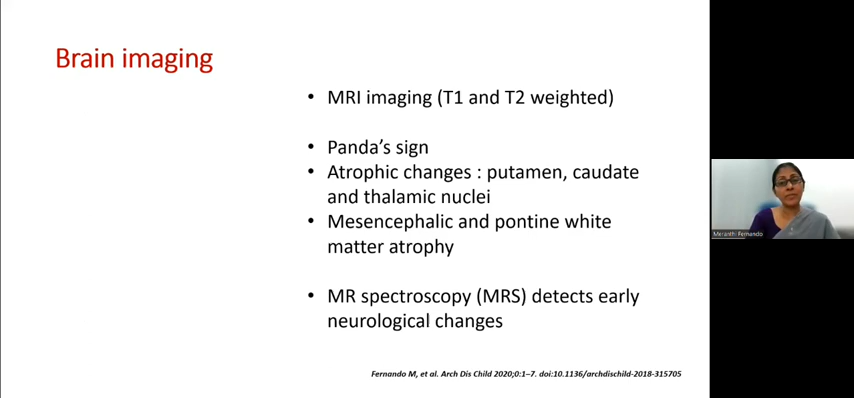 Brain imaging
• MRI imaging (T1 and T2 weighted)
• Panda's sign
• Atrophic changes : putamen, caudate
and thalamic nuclei
• Mesencephalic and pontine white
matter atrophy
• MR spectroscopy (MRS) detects early
neurological changes
Fernando M, et al. Arch Dis Child 2020;0:1–7. doi:10.1136/archdischild-2018-315705
Meranthi Fernando